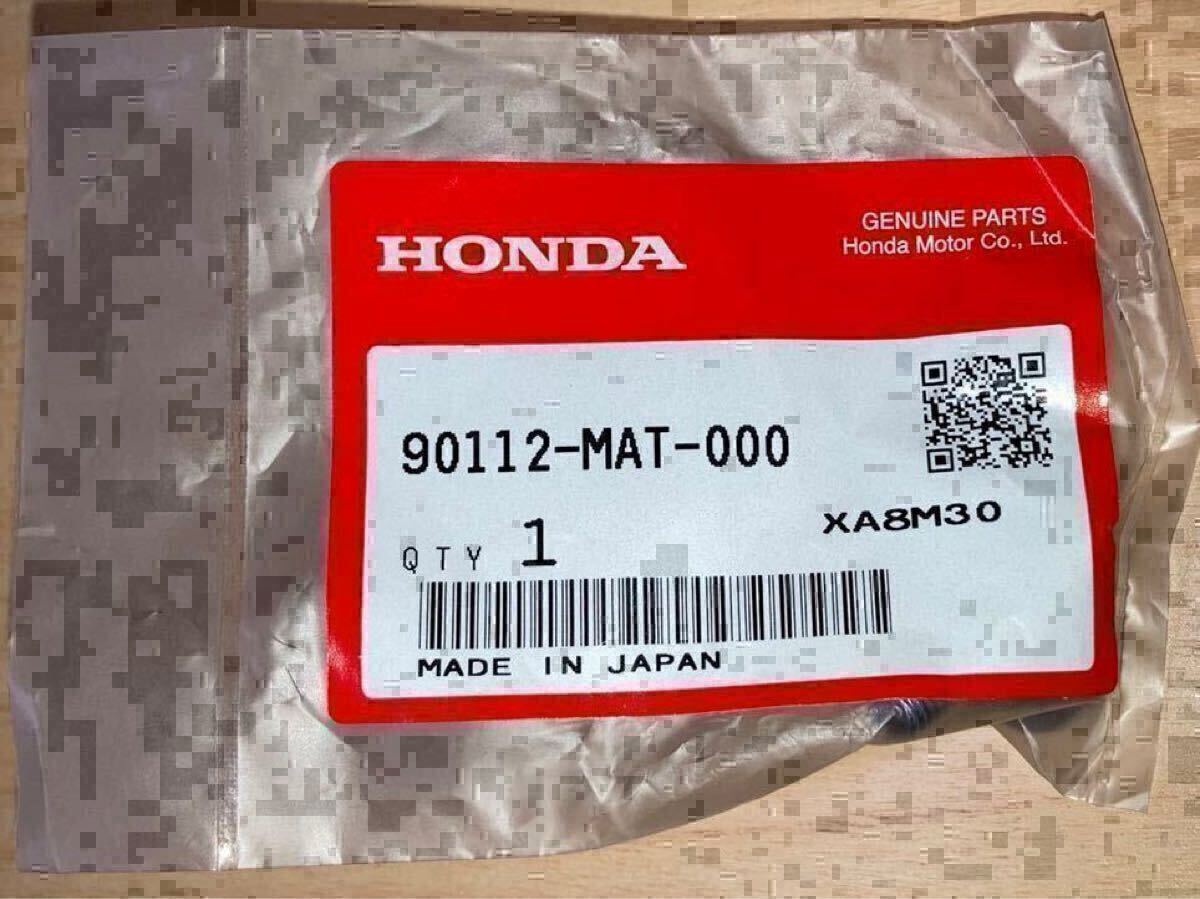 HONDA
GENUINE PARTS
Honda Motor Co., Ltd.
90112-MAT-000
XA8M30
QTY 1
MADE IN JAPAN